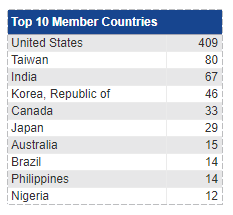 Top 10 Member Countries
United States 409
Taiwan 80
India 67
Korea, Republic of 46
Canada 33
Japan 29
Australia 15
Brazil 14
Philippines 14
Nigeria 12